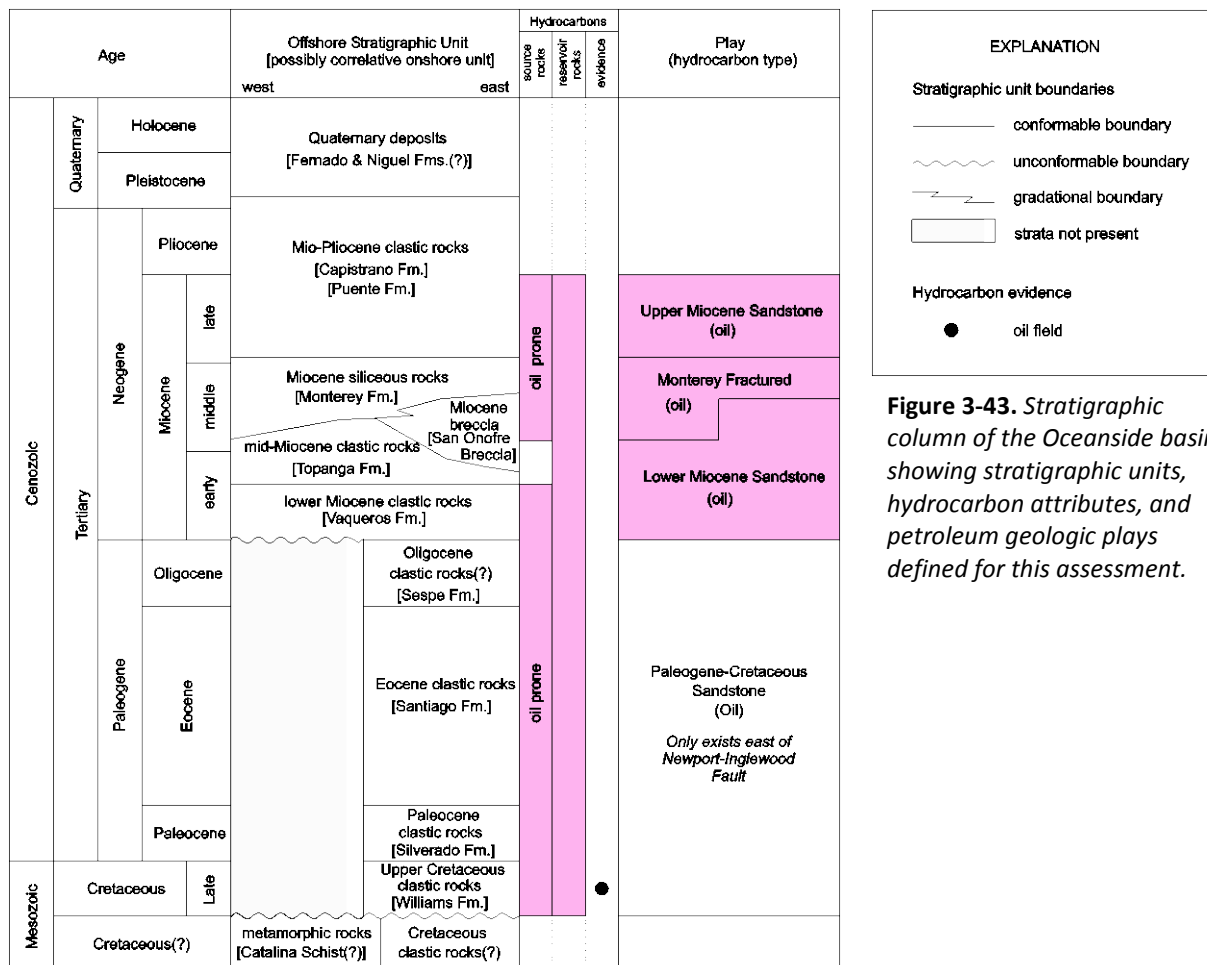 Age
Offshore Stratigraphic Unit
[possibly correlative onshore unit]
west
east
Hydrocarbons
source
rocks
reservoir
rocks
evidence
Play
(hydrocarbon type)
Cenozoic
Mesozoic
Quaternary
Tertiary
Neogene
Paleogene
Holocene
Pleistocene
Pliocene
Miocene
late
middle
early
Oligocene
Eocene
Paleocene
Cretaceous
Late
Cretaceous(?)
Quaternary deposits
[Fernado & Niguel Fms.(?)]
Mio-Pliocene clastic rocks
[Capistrano Fm.]
[Puente Fm.]
Miocene siliceous rocks
[Monterey Fm.]
Miocene
breccia
[San Onofre
Breccia]
mid-Miocene clastic rocks
[Topanga Fm.]
lower Miocene clastic rocks
[Vaqueros Fm.]
Oligocene
clastic rocks(?)
[Sespe Fm.]
Eocene clastic rocks
[Santiago Fm.]
Paleocene
clastic rocks
[Silverado Fm.]
Upper Cretaceous
clastic rocks
[Williams Fm.]
metamorphic rocks
[Catalina Schist(?)]
Cretaceous
clastic rocks(?)
oil prone
oil prone
Upper Miocene Sandstone
(oil)
Monterey Fractured
(oil)
Lower Miocene Sandstone
(oil)
Paleogene-Cretaceous
Sandstone
(Oil)
Only exists east of
Newport-Inglewood
Fault
EXPLANATION
Stratigraphic unit boundaries
conformable boundary
unconformable boundary
gradational boundary
strata not present
Hydrocarbon evidence
oil field
Figure 3-43. Stratigraphic
column of the Oceanside basin
showing stratigraphic units,
hydrocarbon attributes, and
petroleum geologic plays
defined for this assessment.